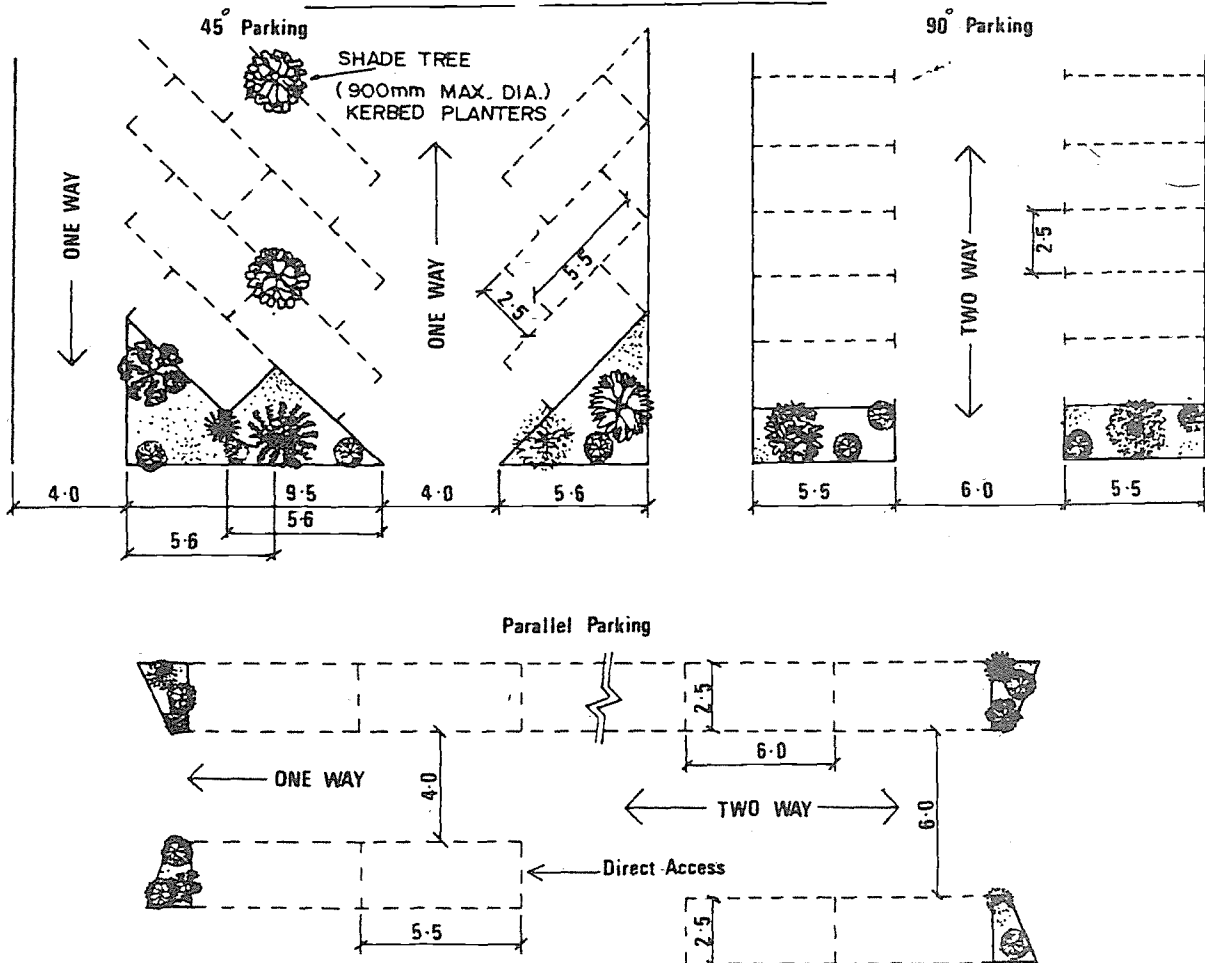 45° Parking
90° Parking
SHADE TREE
(900mm MAX. DIA.)
KERBED PLANTERS
ONE WAY
ONE WAY
TWO WAY
5·5
2·5
2·5
4·0
9·5
4·0
5·6
5·6
5·6
5·5
6·0
5·5
Parallel Parking
2·5
6·0
ONE WAY
4·0
TWO WAY
6·0
Direct Access
5·5
2·5